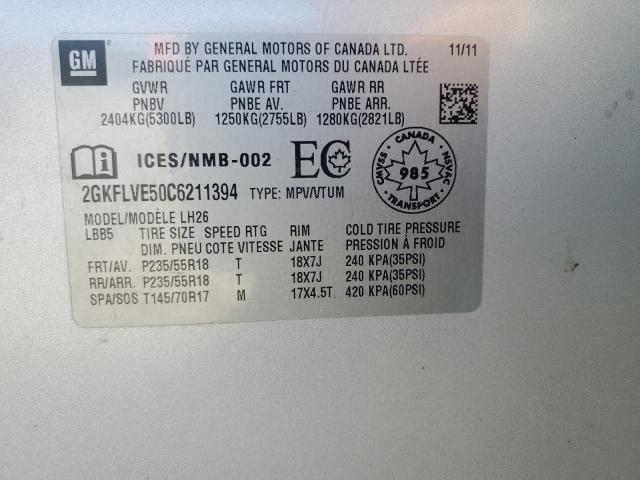 GM
MFD BY GENERAL MOTORS OF CANADA LTD. 11/11
FABRIQUÉ PAR GENERAL MOTORS DU CANADA LTÉE
GVWR GAWR FRT GAWR RR
PNBV PNBE AV. PNBE ARR.
2404KG(5300LB) 1250KG(2755LB) 1280KG(2821LB)
ICES/NMB-002 EC
CANADA
CMVSS 985 NSVAC
TRANSPORT
2GKFLVE50C6211394 TYPE: MPV/VTUM
MODEL/MODÈLE LH26
LBB5 TIRE SIZE SPEED RTG RIM COLD TIRE PRESSURE
DIM. PNEU COTE VITESSE JANTE PRESSION À FROID
FRT/AV. P235/55R18 T 18X7J 240 KPA(35PSI)
RR/ARR. P235/55R18 T 18X7J 240 KPA(35PSI)
SPA/SOS T145/70R17 M 17X4.5T 420 KPA(60PSI)